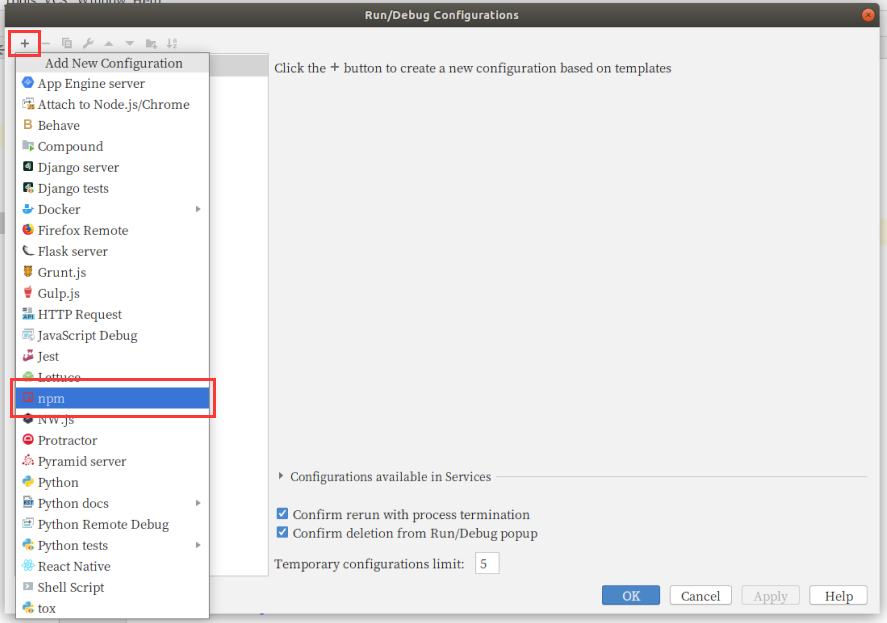 Tools VCS Window Help
Run/Debug Configurations
Add New Configuration
App Engine server
Attach to Node.js/Chrome
Behave
Compound
Django server
Django tests
Docker
Firefox Remote
Flask server
Grunt.js
Gulp.js
HTTP Request
JavaScript Debug
Jest
Lettuce
npm
NW.js
Protractor
Pyramid server
Python
Python docs
Python Remote Debug
Python tests
React Native
Shell Script
tox
Click the + button to create a new configuration based on templates
Configurations available in Services
Confirm rerun with process termination
Confirm deletion from Run/Debug popup
Temporary configurations limit: 5
OK Cancel Apply Help